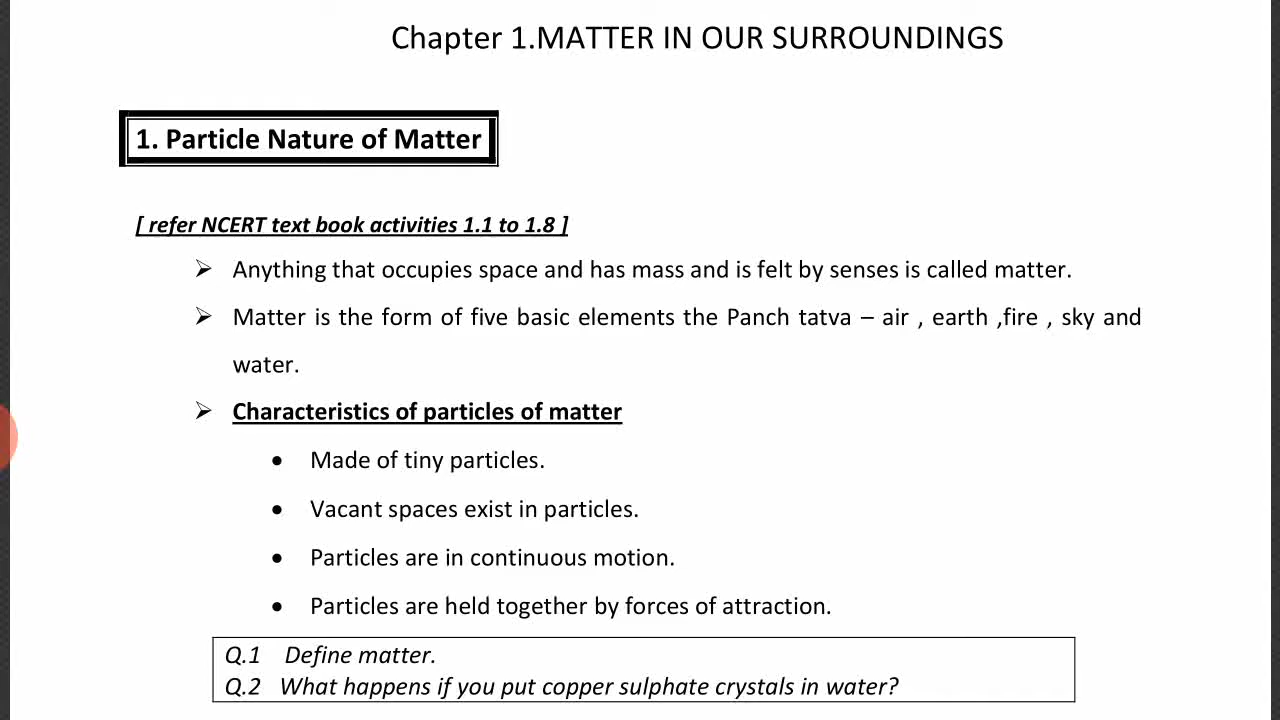 Chapter 1.MATTER IN OUR SURROUNDINGS
1. Particle Nature of Matter
[ refer NCERT text book activities 1.1 to 1.8 ]
➢ Anything that occupies space and has mass and is felt by senses is called matter.
➢ Matter is the form of five basic elements the Panch tatva – air , earth ,fire , sky and
water.
➢ Characteristics of particles of matter
• Made of tiny particles.
• Vacant spaces exist in particles.
• Particles are in continuous motion.
• Particles are held together by forces of attraction.
Q.1 Define matter.
Q.2 What happens if you put copper sulphate crystals in water?